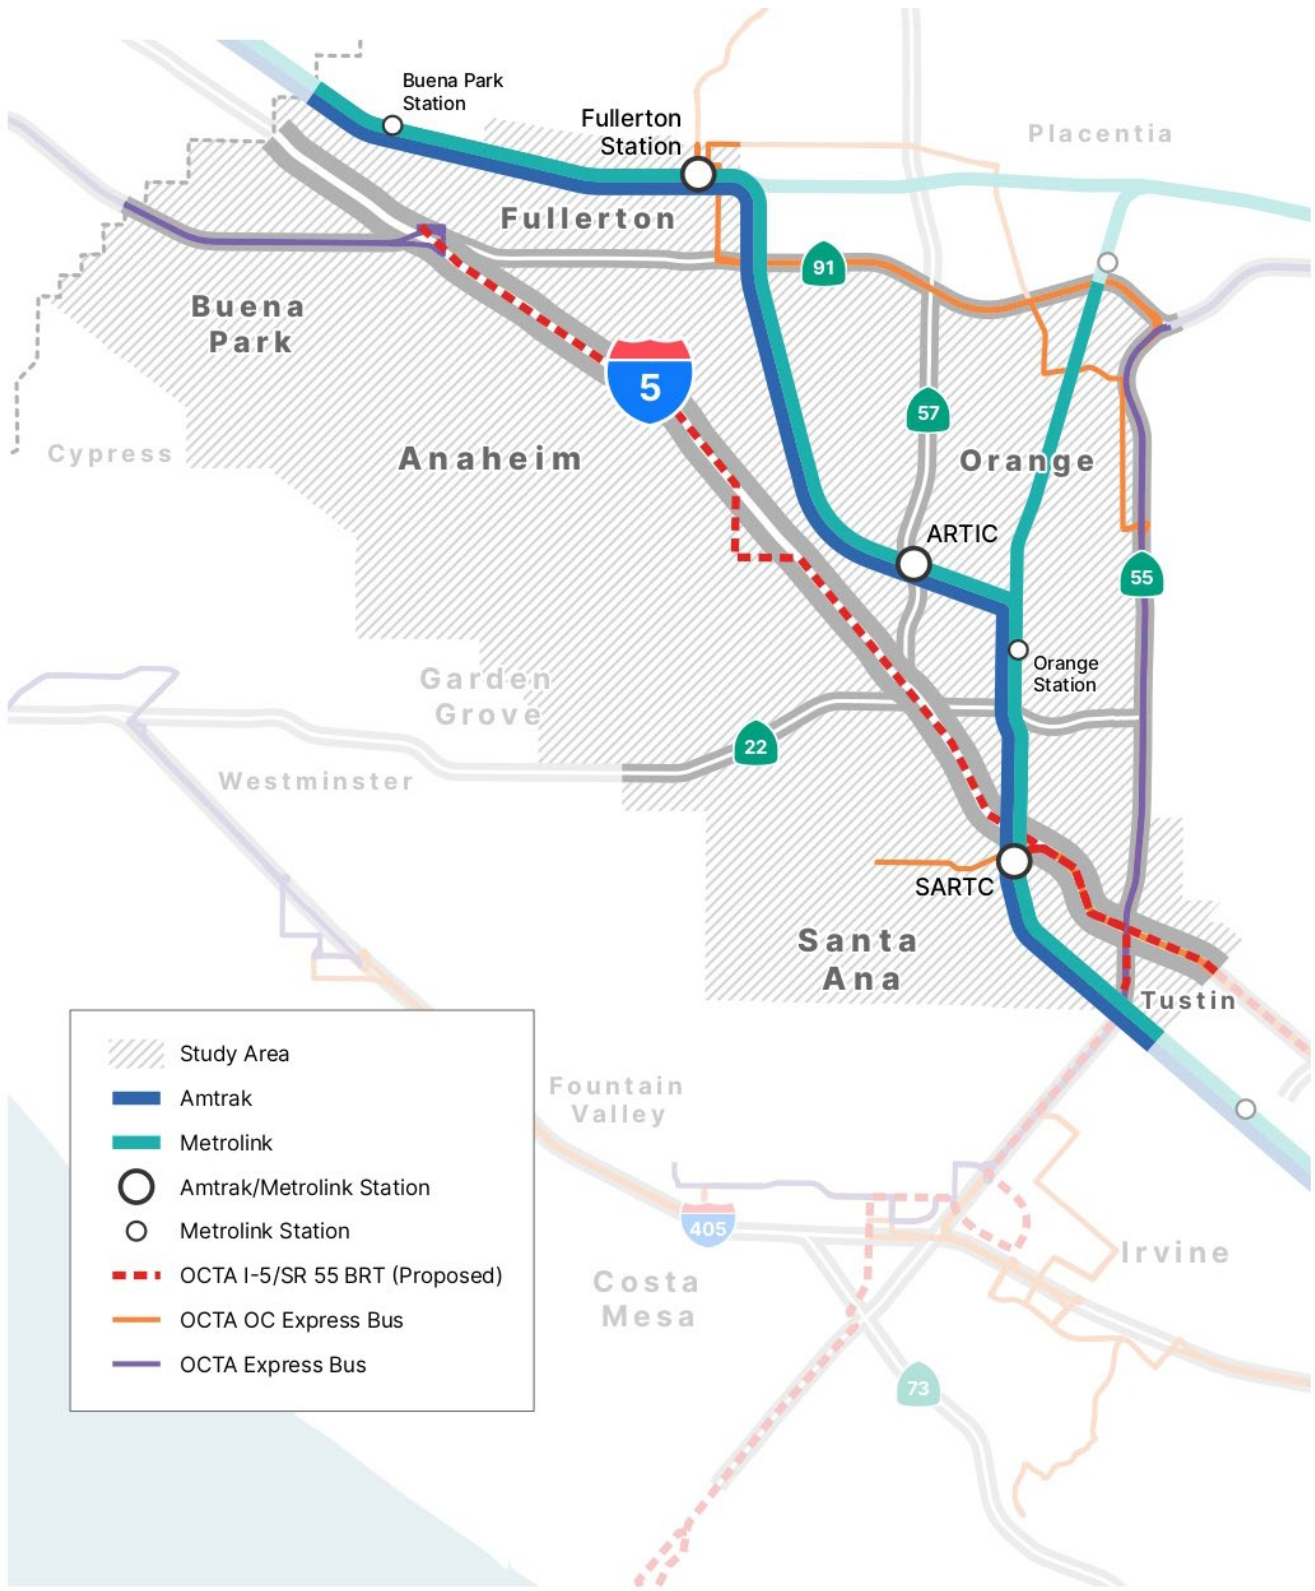 Buena Park
Station
Fullerton
Station
Placentia
Fullerton
91
Buena
Park
5
57
Cypress
Anaheim
Orange
ARTIC
55
Orange
Station
Garden
Grove
22
Westminster
SARTC
Santa
Ana
Tustin
Study Area
Amtrak
Metrolink
Amtrak/Metrolink Station
Metrolink Station
OCTA I-5/SR 55 BRT (Proposed)
OCTA OC Express Bus
OCTA Express Bus
Fountain
Valley
405
Irvine
Costa
Mesa
73